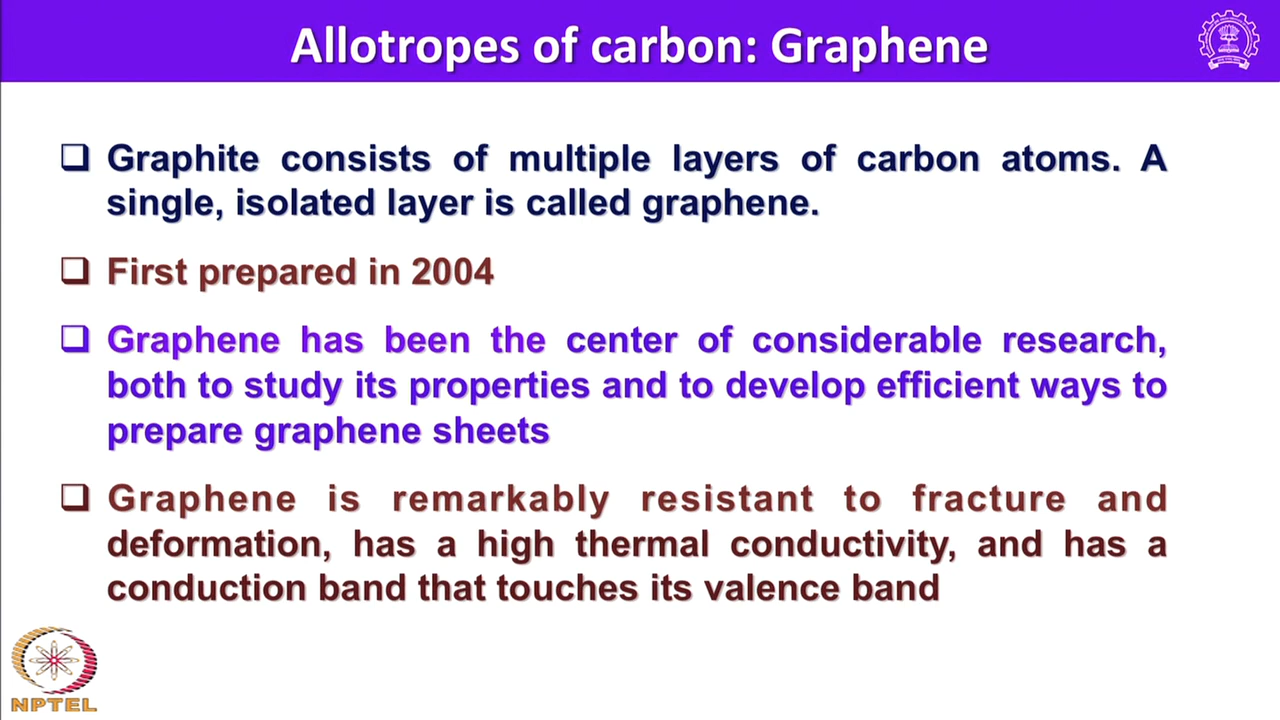 Allotropes of carbon: Graphene
Graphite consists of multiple layers of carbon atoms. A
single, isolated layer is called graphene.
First prepared in 2004
Graphene has been the center of considerable research,
both to study its properties and to develop efficient ways to
prepare graphene sheets
Graphene is remarkably resistant to fracture and
deformation, has a high thermal conductivity, and has a
conduction band that touches its valence band
NPTEL